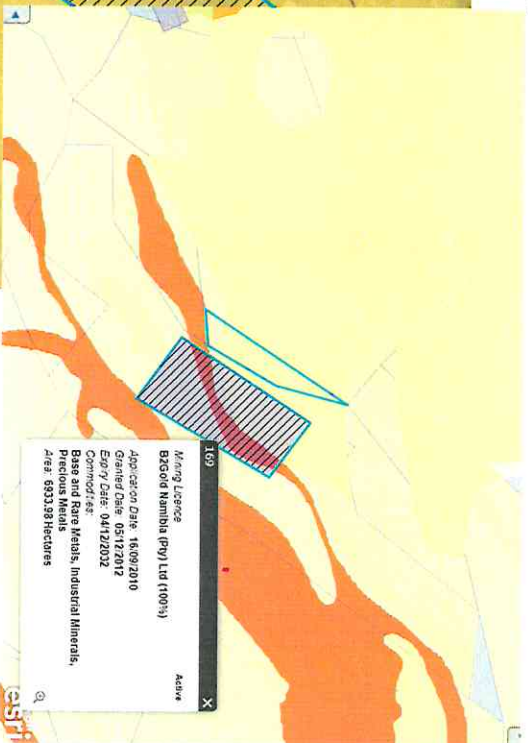 169
Mining Licence Active
B2Gold Namibia (Pty) Ltd (100%)
Application Date: 16/09/2010
Granted Date: 05/12/2012
Expiry Date: 04/12/2032
Commodities:
Base and Rare Metals, Industrial Minerals,
Precious Metals
Area: 6933.98 Hectares
esri